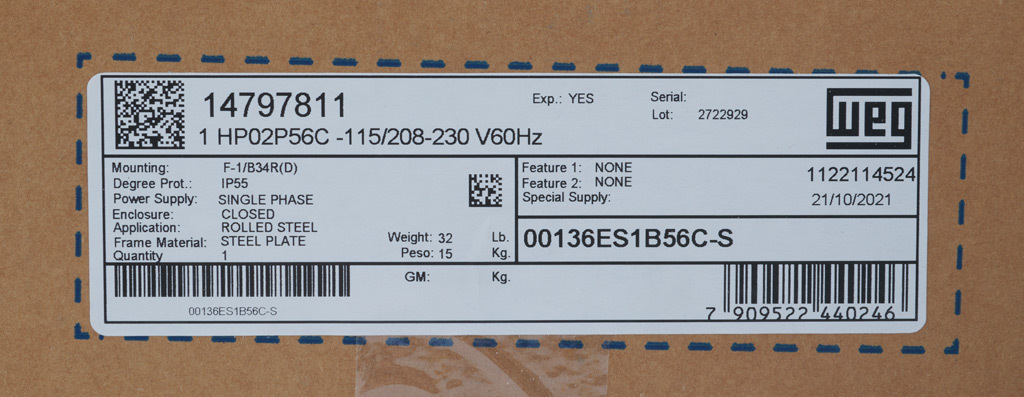 14797811
Exp.: YES
Serial:
Lot: 2722929
weg
1 HP02P56C -115/208-230 V60Hz
Mounting: F-1/B34R(D)
Degree Prot.: IP55
Power Supply: SINGLE PHASE
Enclosure: CLOSED
Application: ROLLED STEEL
Frame Material: STEEL PLATE
Quantity 1
Weight: 32 Lb.
Peso: 15 Kg.
Feature 1: NONE
Feature 2: NONE
Special Supply:
1122114524
21/10/2021
00136ES1B56C-S
GM: Kg.
00136ES1B56C-S
7 909522 440246